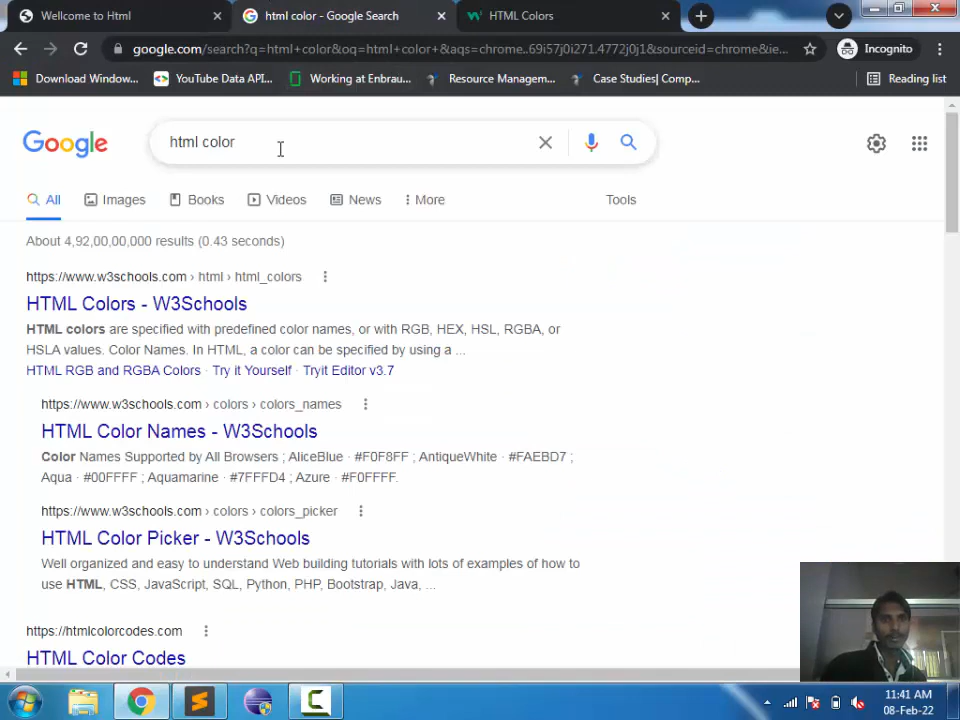 Welcome to Html
html color - Google Search
HTML Colors
google.com/search?q=html+color&oq=html+color+&aqs=chrome..69i57j0i271.4772j0j1&sourceid=chrome&ie...
Incognito
Download Window...
YouTube Data API...
Working at Enbrau...
Resource Managem...
Case Studies| Comp...
Reading list
Google
html color
All
Images
Books
Videos
News
More
Tools
About 4,92,00,00,000 results (0.43 seconds)
https://www.w3schools.com › html › html_colors
HTML Colors - W3Schools
HTML colors are specified with predefined color names, or with RGB, HEX, HSL, RGBA, or
HSLA values. Color Names. In HTML, a color can be specified by using a ...
HTML RGB and RGBA Colors · Try it Yourself · Tryit Editor v3.7
https://www.w3schools.com › colors › colors_names
HTML Color Names - W3Schools
Color Names Supported by All Browsers ; AliceBlue · #F0F8FF ; AntiqueWhite · #FAEBD7 ;
Aqua · #00FFFF ; Aquamarine · #7FFFD4 ; Azure · #F0FFFF.
https://www.w3schools.com › colors › colors_picker
HTML Color Picker - W3Schools
Well organized and easy to understand Web building tutorials with lots of examples of how to
use HTML, CSS, JavaScript, SQL, Python, PHP, Bootstrap, Java, ...
https://htmlcolorcodes.com
HTML Color Codes
11:41 AM
08-Feb-22